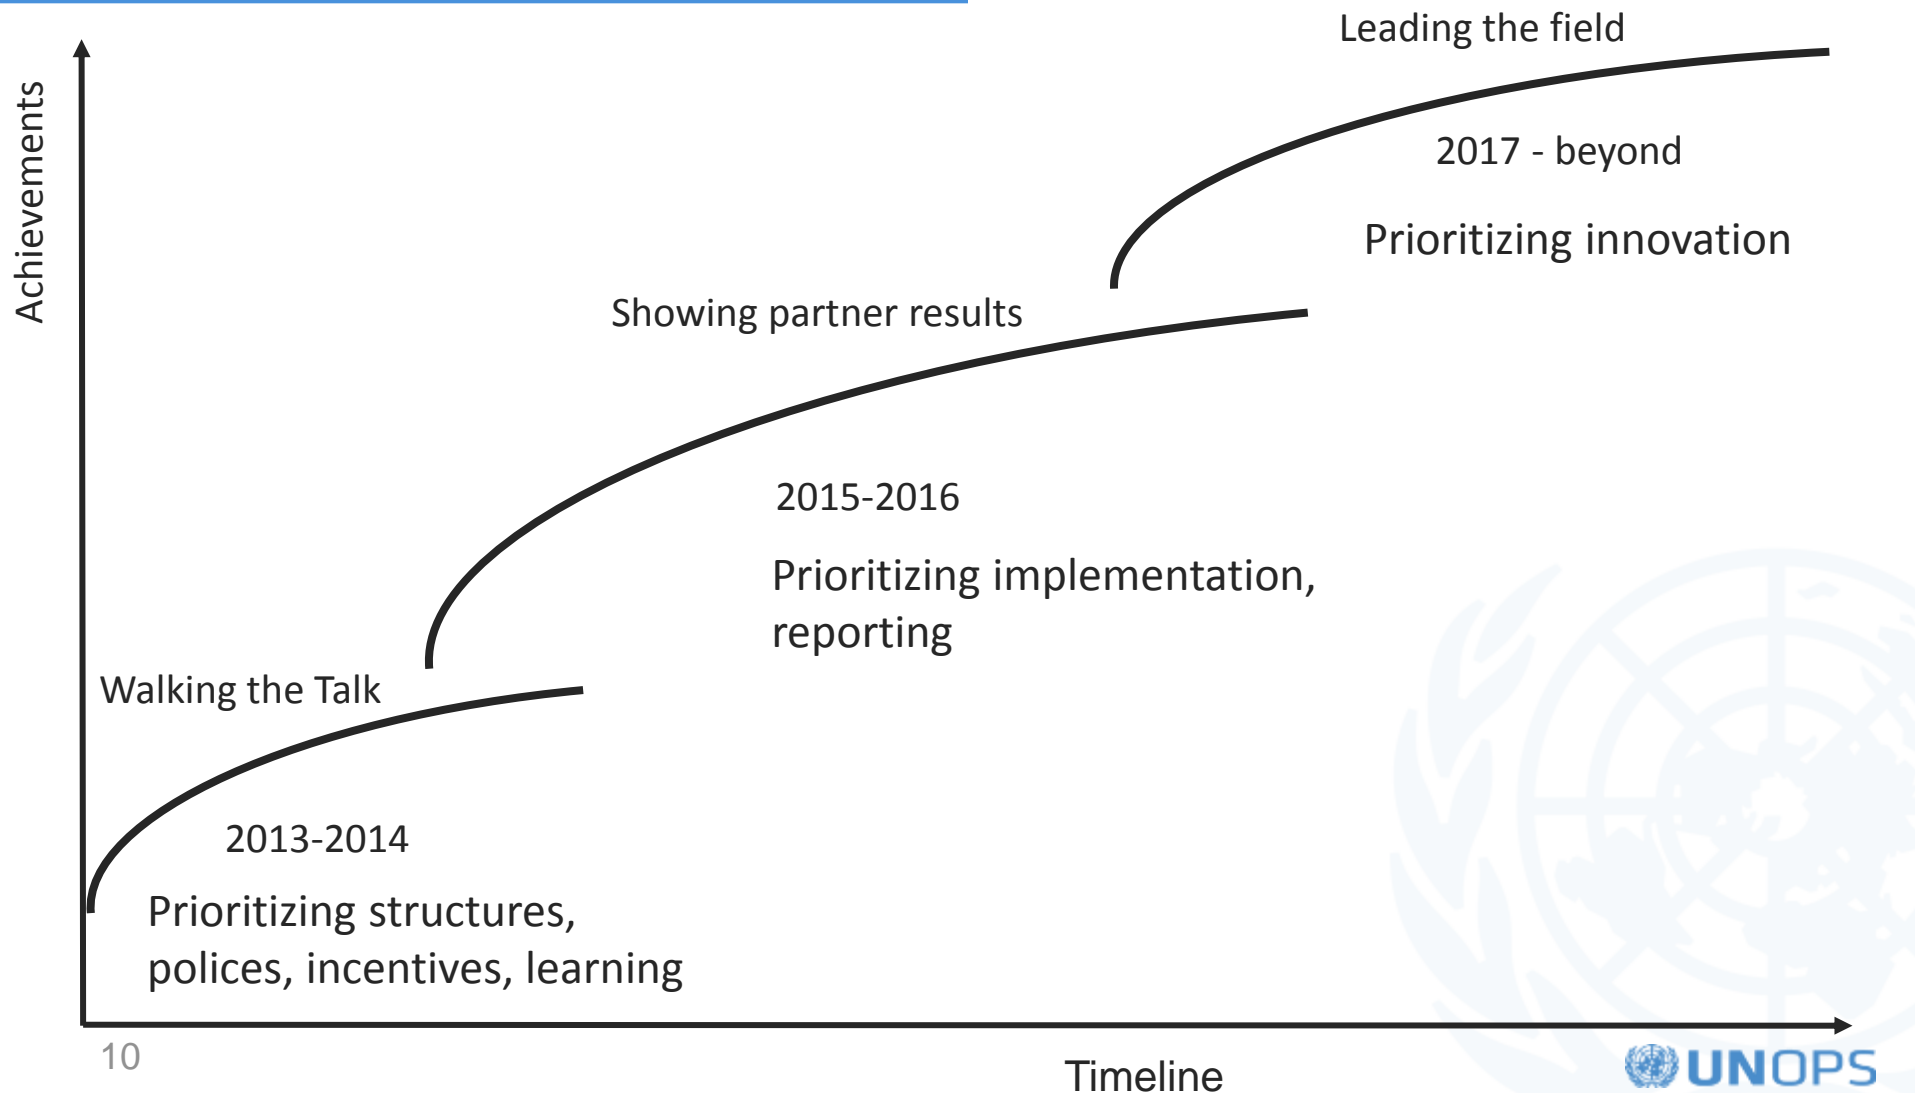 Leading the field
Achievements
2017 - beyond
Prioritizing innovation
Showing partner results
2015-2016
Prioritizing implementation,
reporting
Walking the Talk
2013-2014
Prioritizing structures,
polices, incentives, learning
10
Timeline
UNOPS